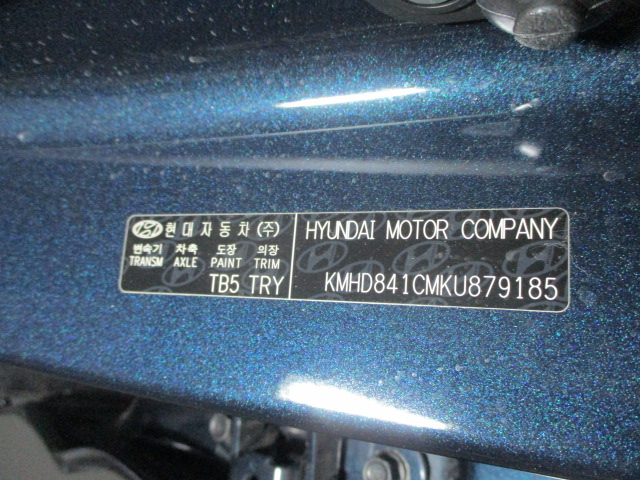 현대자동차(주)
변속기 차축 도장 의장
TRANSM AXLE PAINT TRIM
TB5 TRY
HYUNDAI MOTOR COMPANY
KMHD841CMKU879185